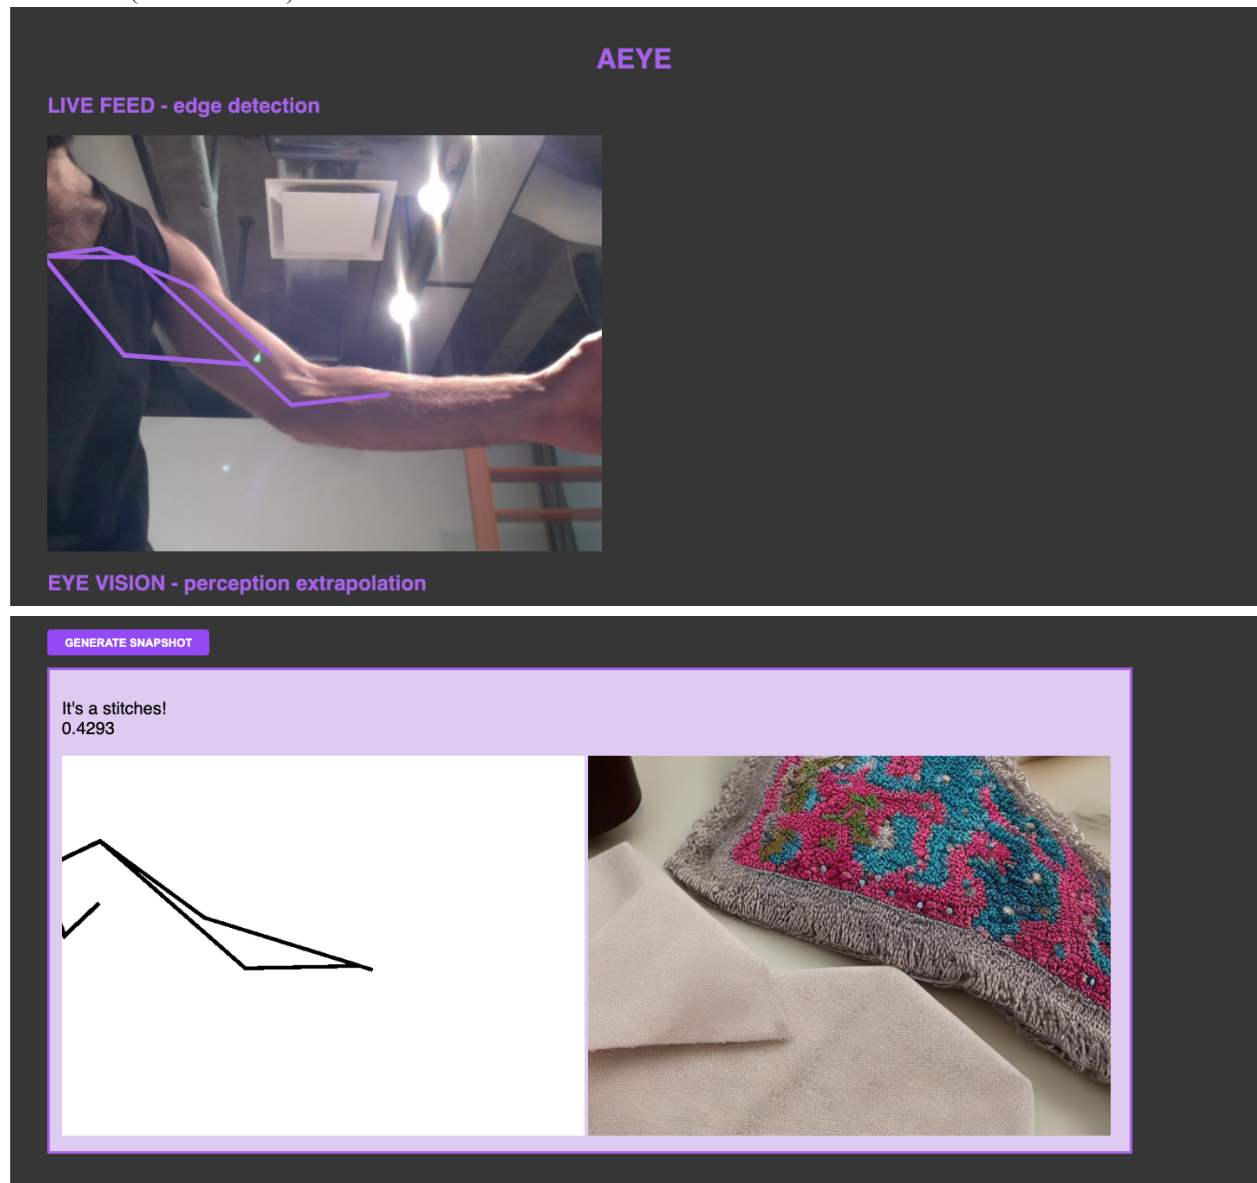 AEYE
LIVE FEED - edge detection
EYE VISION - perception extrapolation
GENERATE SNAPSHOT
It's a stitches!
0.4293